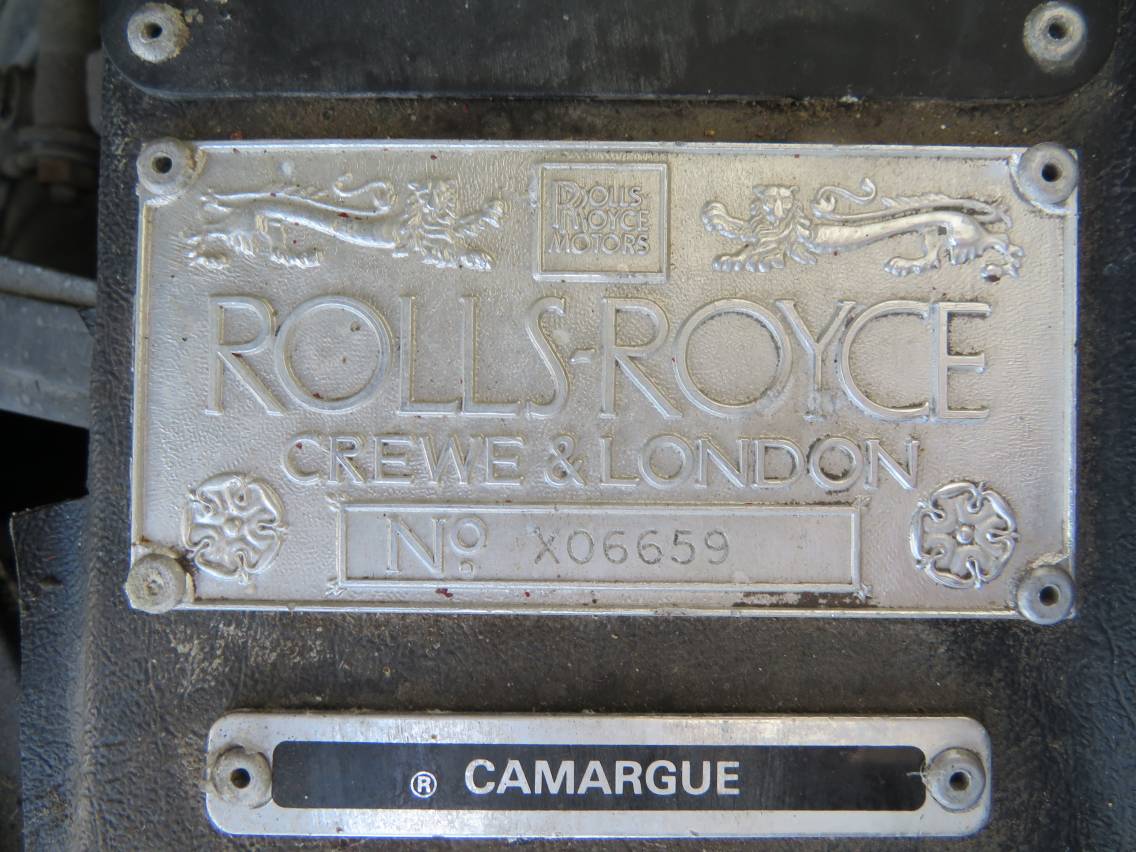 ROLLS
ROYCE
MOTORS
ROLLS-ROYCE
CREWE & LONDON
No. X06659
® CAMARGUE